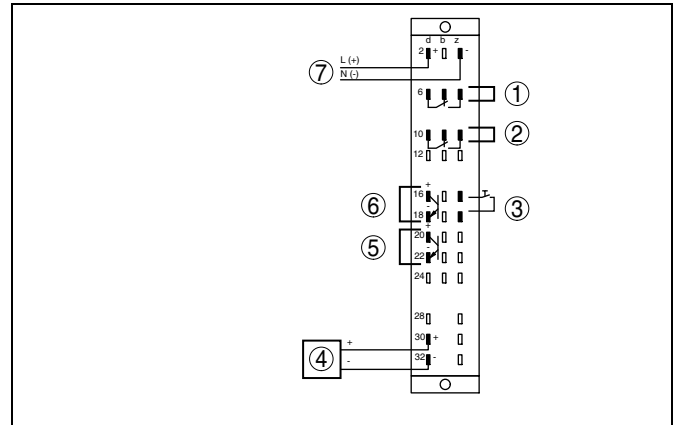 d b z
2 + -
L (+)
⑦ N (-)
6 ①
10 ②
12
+
16
⑥ - ③
18
+
20
⑤ -
22
24
28
+ 30 +
④
- 32 -